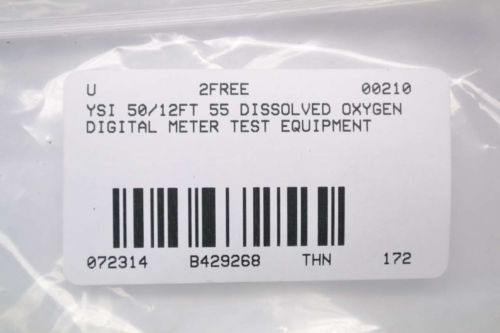 U 2FREE 00210
YSI 50/12FT 55 DISSOLVED OXYGEN
DIGITAL METER TEST EQUIPMENT
072314 B429268 THN 172